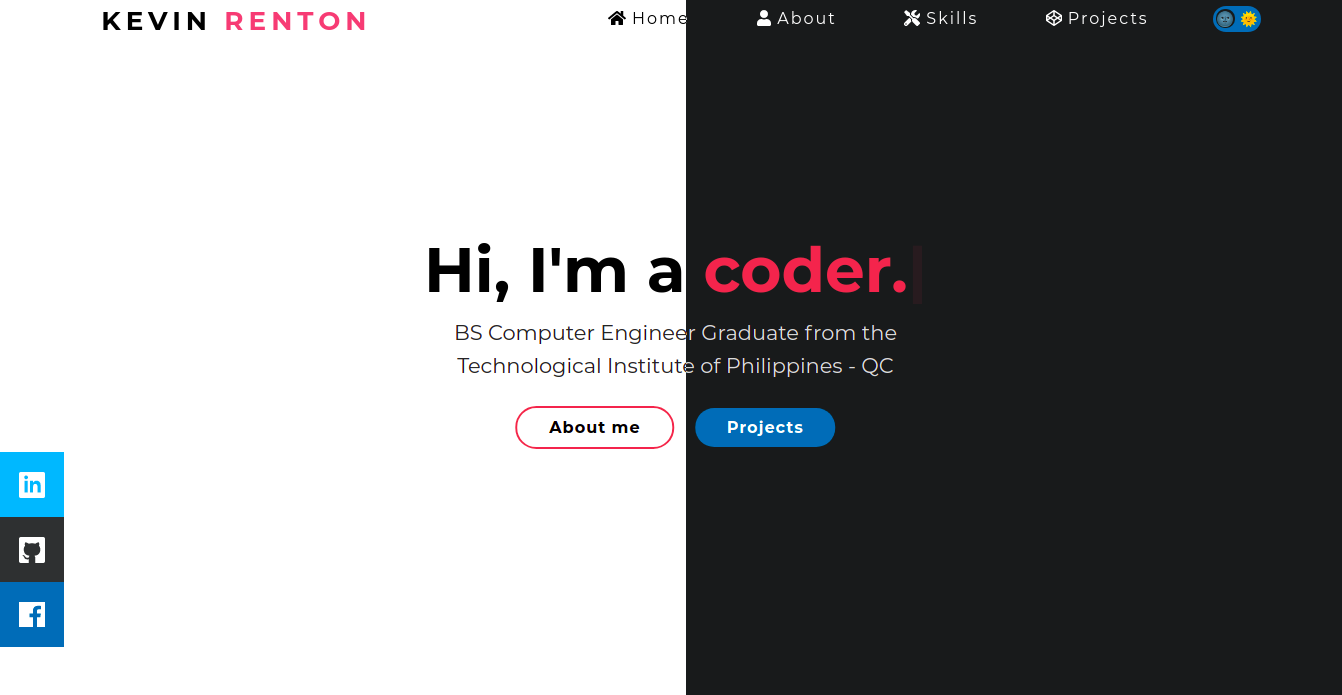 KEVIN RENTON
Home About Skills Projects
Hi, I'm a coder.
BS Computer Engineer Graduate from the
Technological Institute of Philippines - QC
About me Projects
in